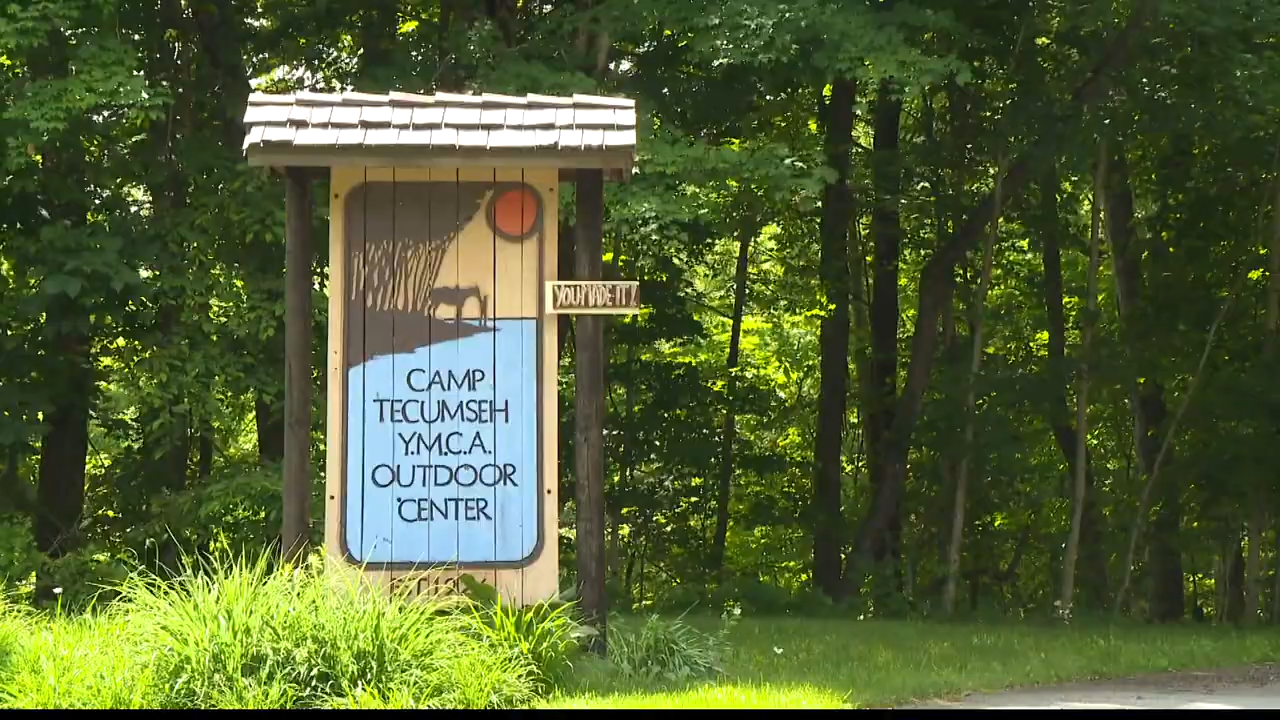 YOU MADE IT!
CAMP
TECUMSEH
Y.M.C.A.
OUTDOOR
CENTER